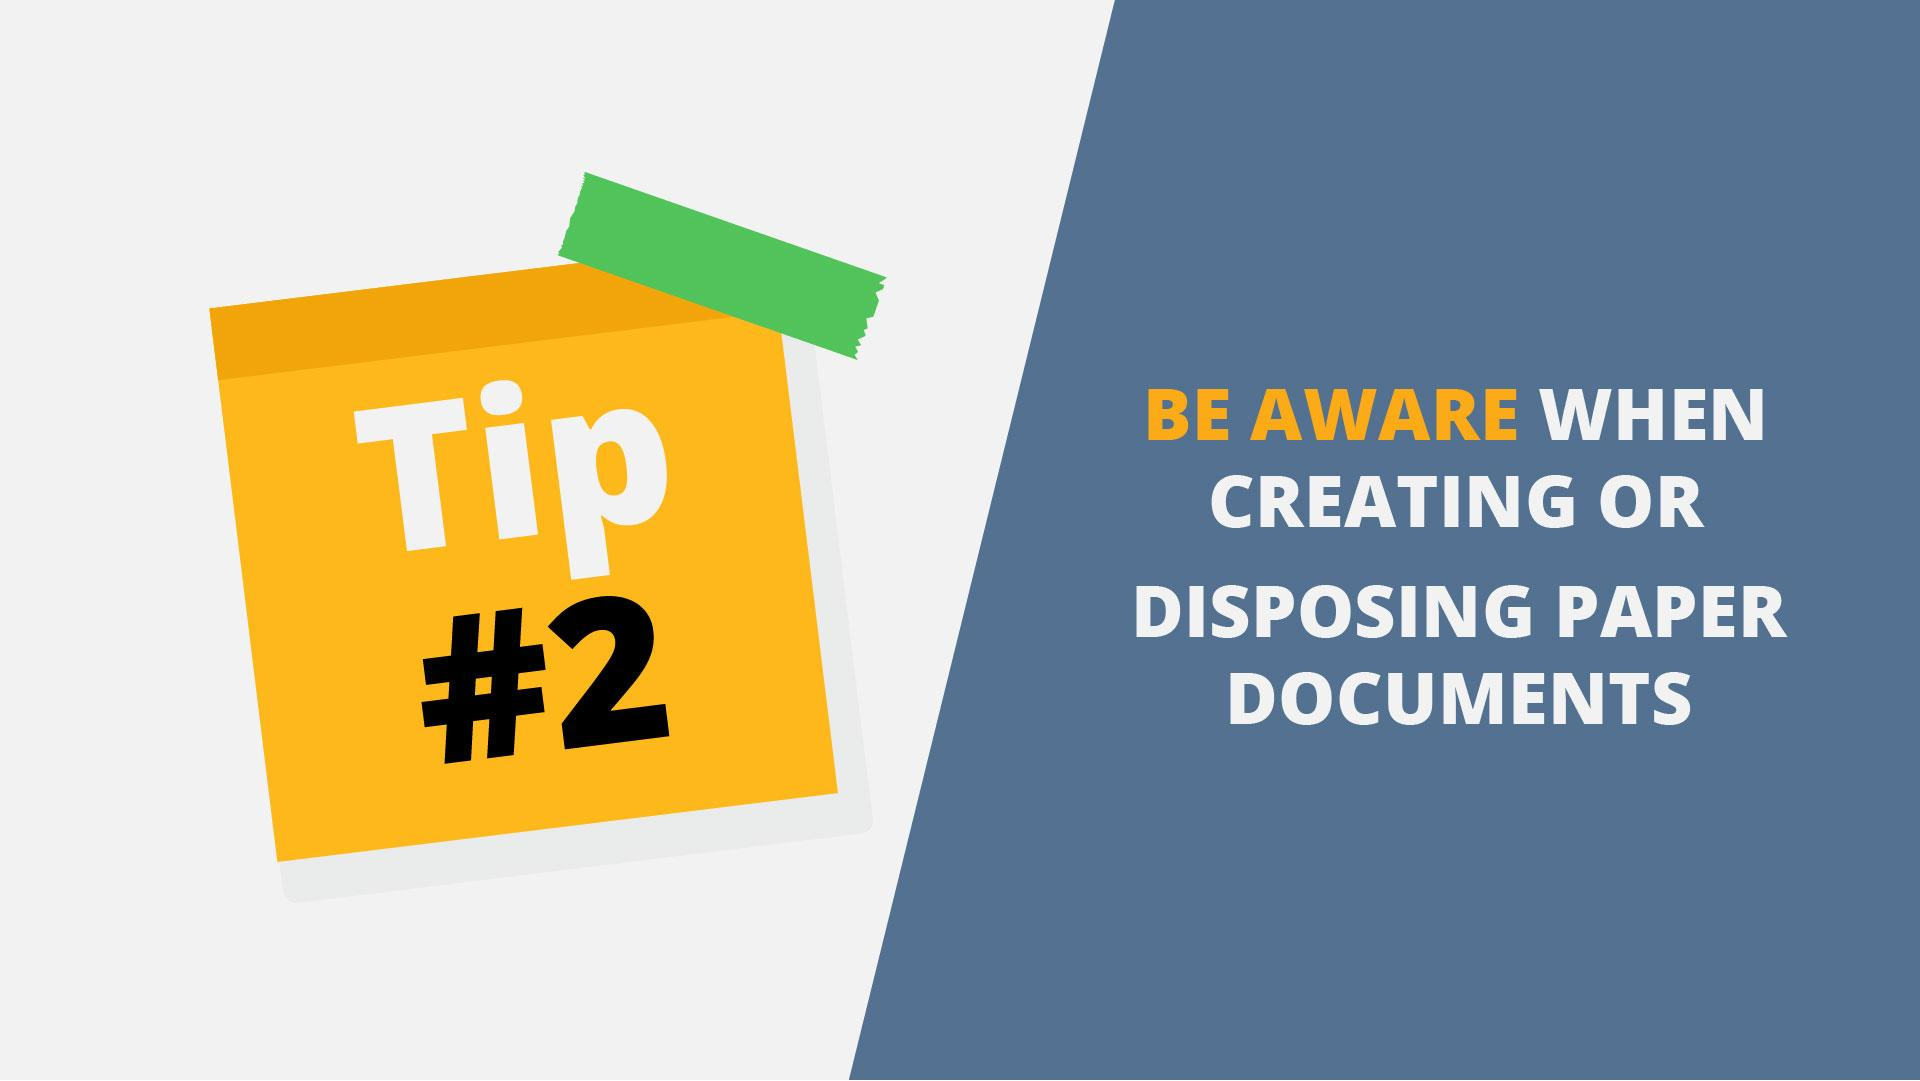 Tip
#2
BE AWARE WHEN
CREATING OR
DISPOSING PAPER
DOCUMENTS